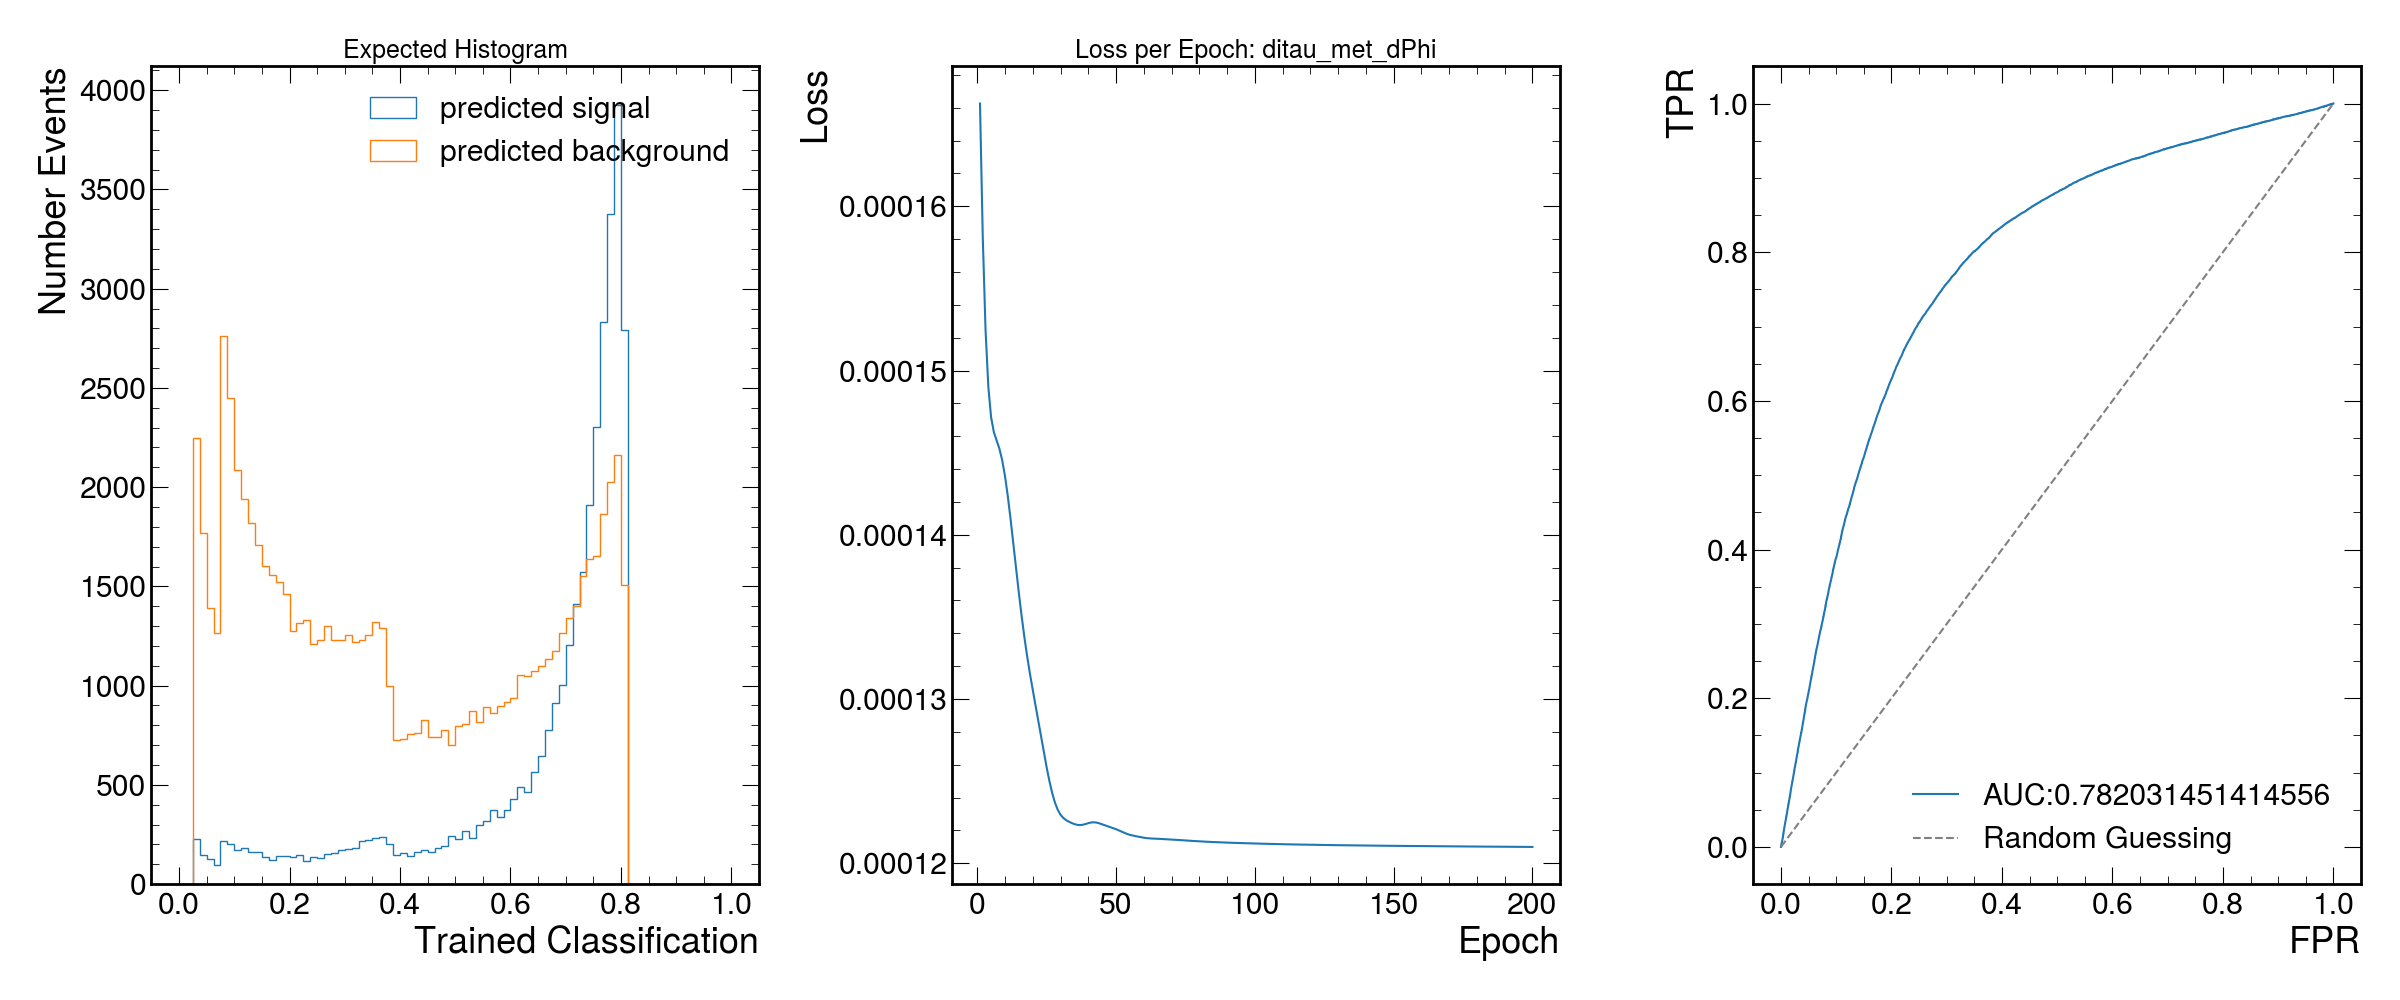 Expected Histogram
Number Events
4000
3500
3000
2500
2000
1500
1000
500
0
predicted signal
predicted background
0.0 0.2 0.4 0.6 0.8 1.0
Trained Classification
Loss per Epoch: ditau_met_dPhi
Loss
0.00016
0.00015
0.00014
0.00013
0.00012
0 50 100 150 200
Epoch
TPR
1.0
0.8
0.6
0.4
0.2
0.0
AUC:0.782031451414556
Random Guessing
0.0 0.2 0.4 0.6 0.8 1.0
FPR